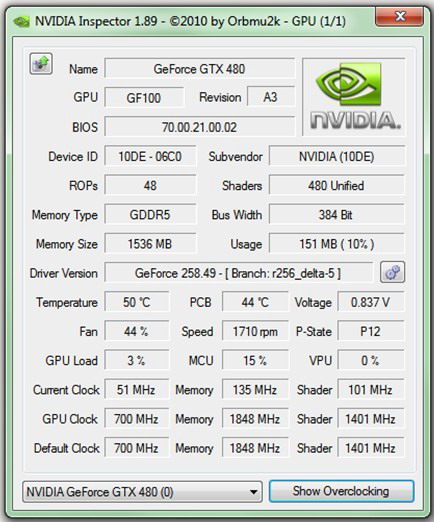 NVIDIA Inspector 1.89 - ©2010 by Orbmu2k - GPU (1/1)
Name GeForce GTX 480
GPU GF100 Revision A3
NVIDIA.
BIOS 70.00.21.00.02
Device ID 10DE - 06C0 Subvendor NVIDIA (10DE)
ROPs 48 Shaders 480 Unified
Memory Type GDDR5 Bus Width 384 Bit
Memory Size 1536 MB Usage 151 MB ( 10% )
Driver Version GeForce 258.49 - [ Branch: r256_delta-5 ]
Temperature 50 °C PCB 44 °C Voltage 0.837 V
Fan 44 % Speed 1710 rpm P-State P12
GPU Load 3 % MCU 15 % VPU 0 %
Current Clock 51 MHz Memory 135 MHz Shader 101 MHz
GPU Clock 700 MHz Memory 1848 MHz Shader 1401 MHz
Default Clock 700 MHz Memory 1848 MHz Shader 1401 MHz
NVIDIA GeForce GTX 480 (0) Show Overclocking